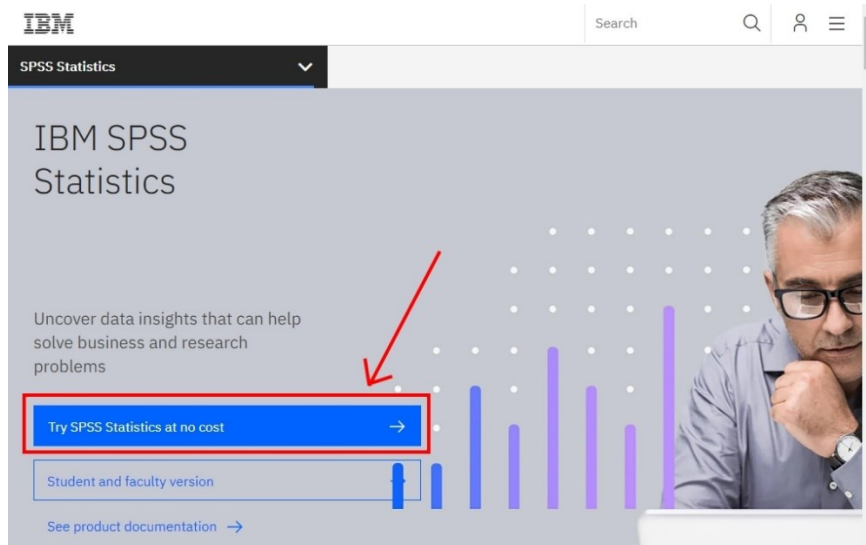 IBM
Search
SPSS Statistics
IBM SPSS
Statistics
Uncover data insights that can help
solve business and research
problems
Try SPSS Statistics at no cost
Student and faculty version
See product documentation